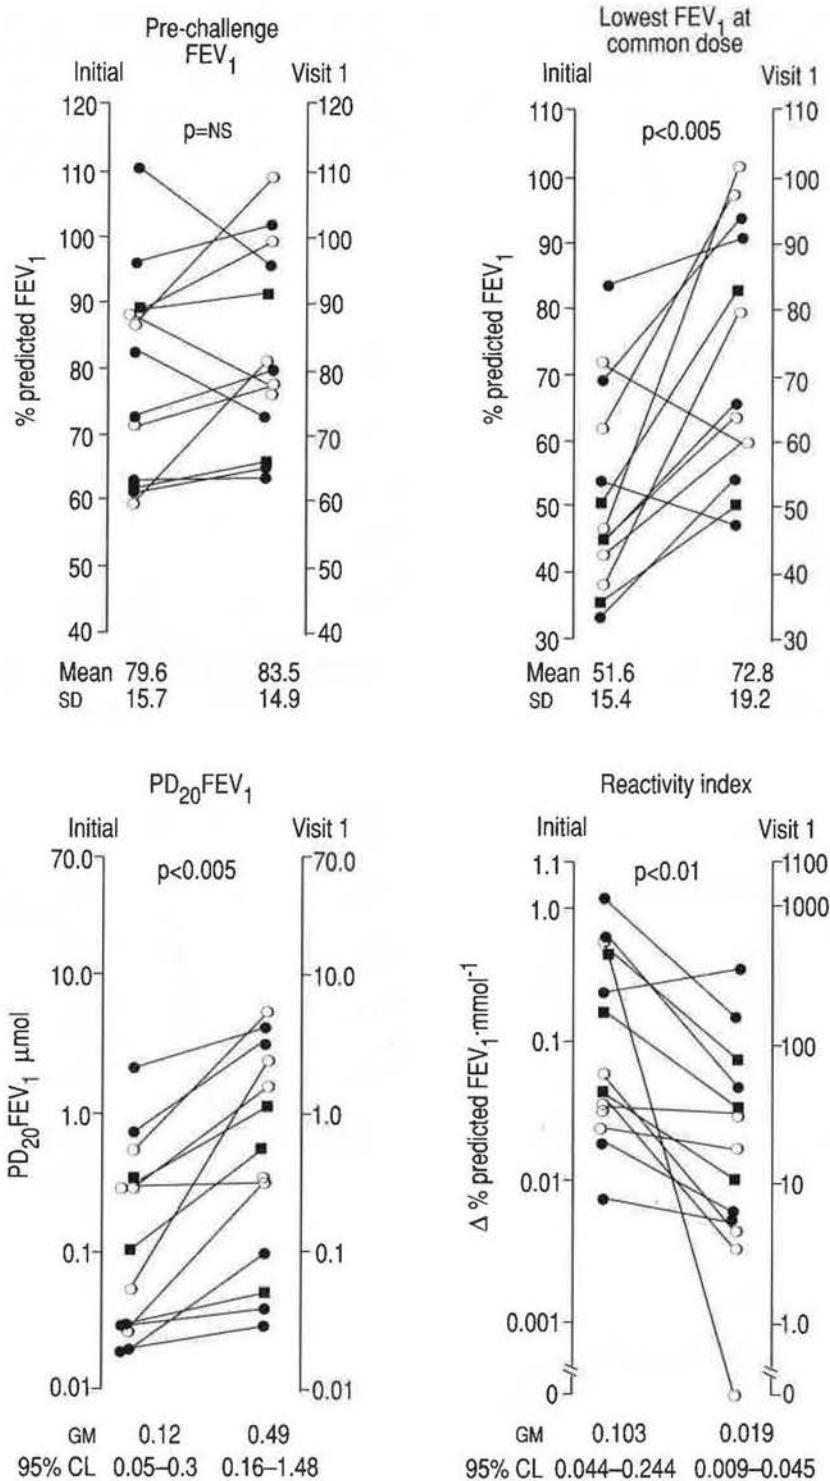 Pre-challenge
FEV1
Initial Visit 1
120 120
p=NS
110 110
100 100
90 90
80 80
70 70
60 60
50 50
40 40
% predicted FEV1
Mean 79.6 83.5
SD 15.7 14.9
Lowest FEV1 at
common dose
Initial Visit 1
110 110
p<0.005
100 100
90 90
80 80
70 70
60 60
50 50
40 40
30 30
% predicted FEV1
Mean 51.6 72.8
SD 15.4 19.2
PD20FEV1
Initial Visit 1
70.0 70.0
p<0.005
10.0 10.0
1.0 1.0
0.1 0.1
0.01 0.01
PD20FEV1 μmol
GM 0.12 0.49
95% CL 0.05–0.3 0.16–1.48
Reactivity index
Initial Visit 1
1.1 1100
p<0.01
1.0 1000
0.1 100
0.01 10
0.001 1.0
0 0
Δ % predicted FEV1·mmol-1
GM 0.103 0.019
95% CL 0.044–0.244 0.009–0.045